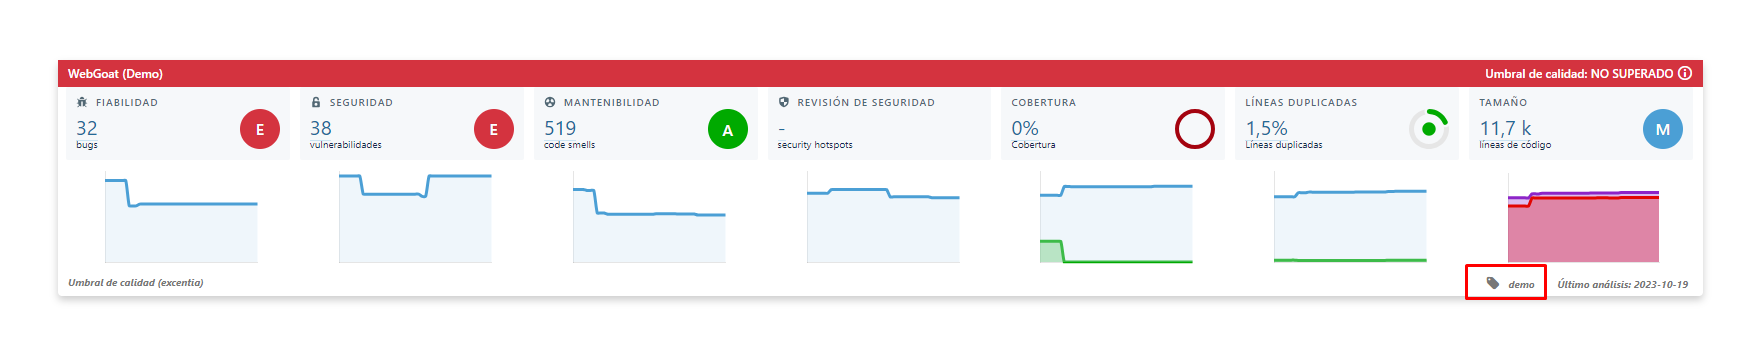 WebGoat (Demo)
Umbral de calidad: NO SUPERADO
FIABILIDAD
32
bugs
E
SEGURIDAD
38
vulnerabilidades
E
MANTENIBILIDAD
519
code smells
A
REVISIÓN DE SEGURIDAD
-
security hotspots
COBERTURA
0%
Cobertura
LÍNEAS DUPLICADAS
1,5%
Líneas duplicadas
TAMAÑO
11,7 k
líneas de código
M
Umbral de calidad (excentia)
demo
Último análisis: 2023-10-19